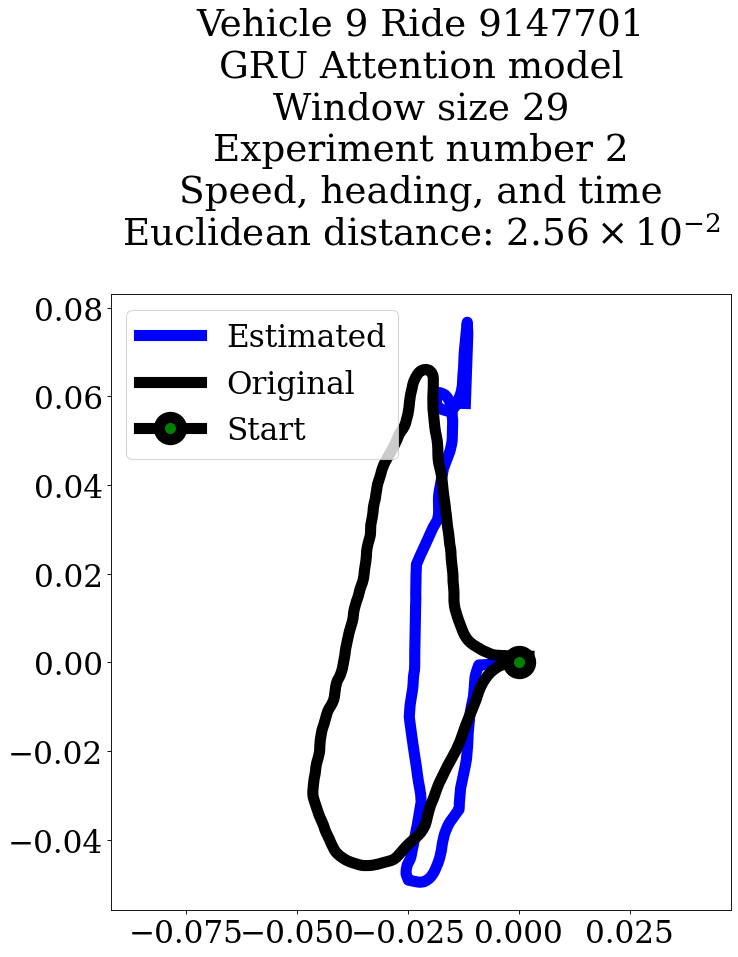 Vehicle 9 Ride 9147701
GRU Attention model
Window size 29
Experiment number 2
Speed, heading, and time
Euclidean distance: 2.56 × 10⁻²
Estimated
Original
Start
0.08
0.06
0.04
0.02
0.00
−0.02
−0.04
−0.075 −0.050 −0.025 0.000 0.025